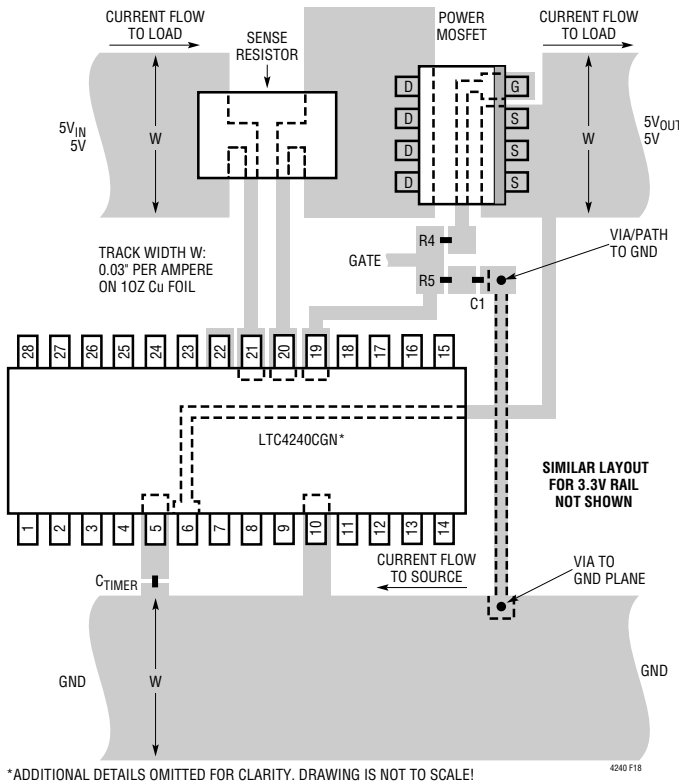 CURRENT FLOW
TO LOAD
SENSE
RESISTOR
POWER
MOSFET
CURRENT FLOW
TO LOAD
5VIN
5V
W
D
D
D
D
G
S
S
S
W
5VOUT
5V
TRACK WIDTH W:
0.03" PER AMPERE
ON 1OZ Cu FOIL
GATE
R4
R5
C1
VIA/PATH
TO GND
28 27 26 25 24 23 22 21 20 19 18 17 16 15
LTC4240CGN*
1 2 3 4 5 6 7 8 9 10 11 12 13 14
SIMILAR LAYOUT
FOR 3.3V RAIL
NOT SHOWN
CTIMER
CURRENT FLOW
TO SOURCE
VIA TO
GND PLANE
GND
W
GND
*ADDITIONAL DETAILS OMITTED FOR CLARITY. DRAWING IS NOT TO SCALE!
4240 F18